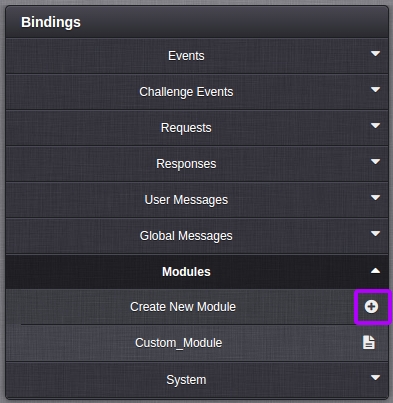 Bindings
Events
Challenge Events
Requests
Responses
User Messages
Global Messages
Modules
Create New Module
Custom_Module
System